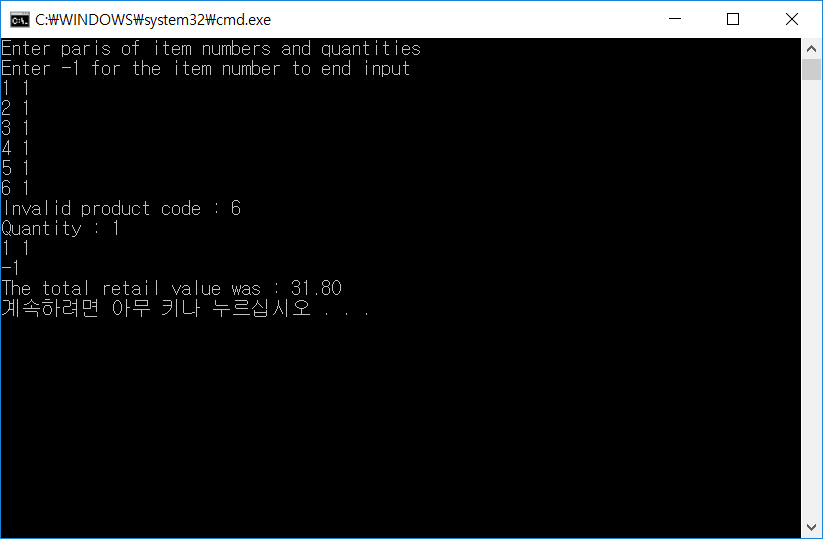 C:₩WINDOWS₩system32₩cmd.exe
Enter paris of item numbers and quantities
Enter -1 for the item number to end input
1 1
2 1
3 1
4 1
5 1
6 1
Invalid product code : 6
Quantity : 1
1 1
-1
The total retail value was : 31.80
계속하려면 아무 키나 누르십시오 . . .